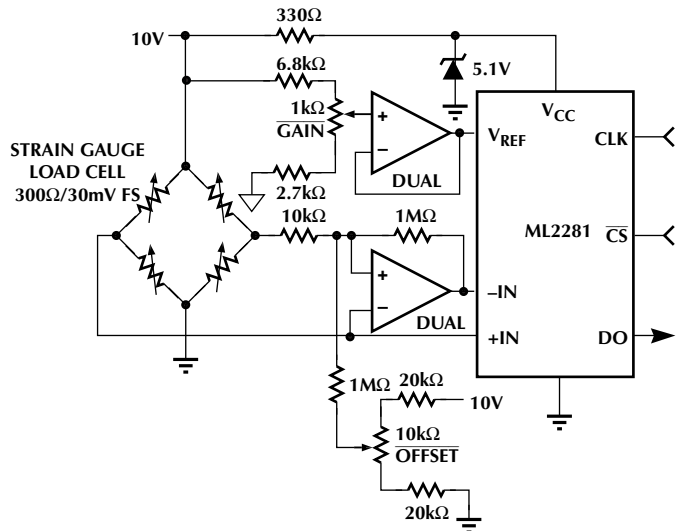 330Ω
10V
6.8kΩ
5.1V
1kΩ
GAIN
+
−
DUAL
VCC
VREF
CLK
STRAIN GAUGE
LOAD CELL
300Ω/30mV FS
2.7kΩ
10kΩ
1MΩ
ML2281
CS
+
−
DUAL
−IN
+IN
DO
1MΩ
20kΩ
10V
10kΩ
OFFSET
20kΩ